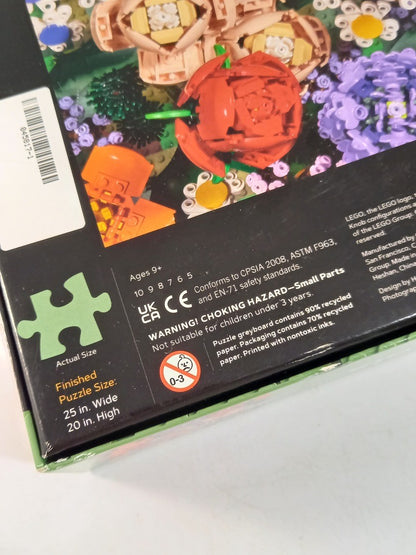 045817-1
Ages 9+
10 9 8 7 6 5
UK
CA
CE
Conforms to CPSIA 2008, ASTM F963,
and EN-71 safety standards.
WARNING! CHOKING HAZARD—Small Parts
Not suitable for children under 3 years.
0-3
Puzzle greyboard contains 90% recycled
paper. Packaging contains 70% recycled
paper. Printed with nontoxic inks.
Actual Size
Finished
Puzzle Size:
25 in. Wide
20 in. High
LEGO, the LEGO logo,
Knob configurations
of the LEGO Group.
reserved.
Manufactured by
San Francisco,
Group. Made in
Heshan,
Design by